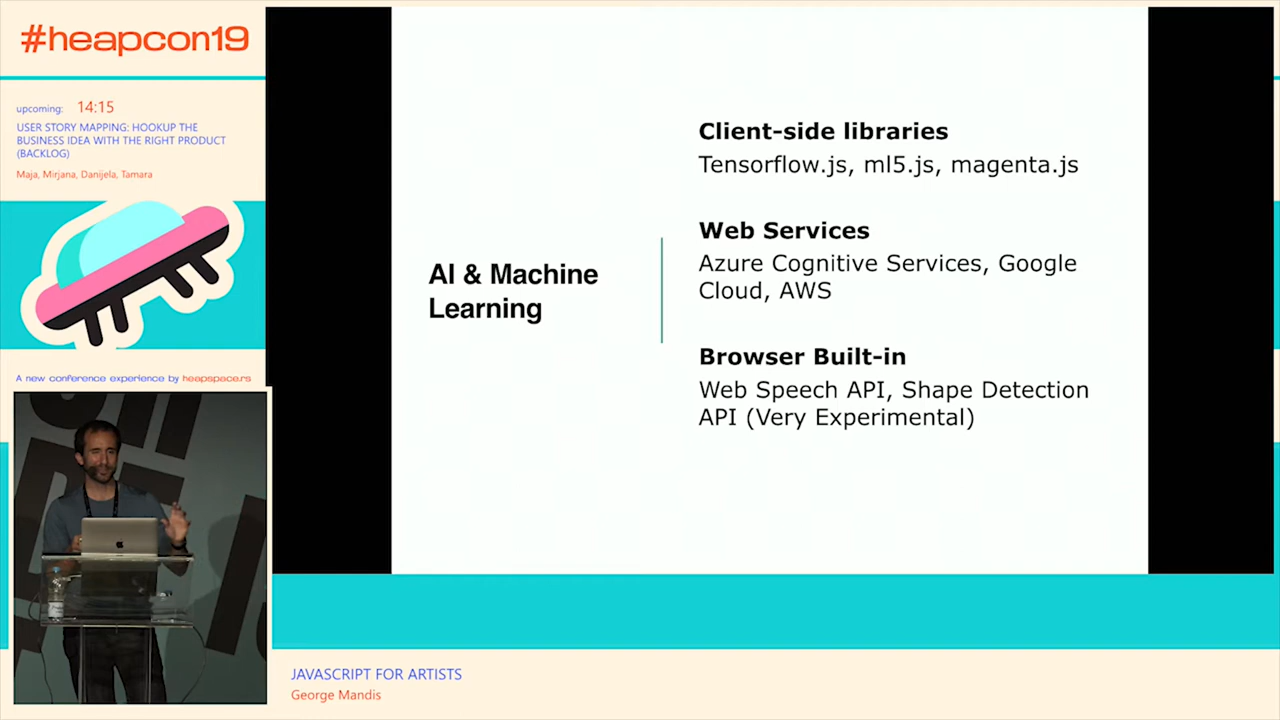 #heapcon19
upcoming: 14:15
USER STORY MAPPING: HOOKUP THE
BUSINESS IDEA WITH THE RIGHT PRODUCT
(BACKLOG)
Maja, Mirjana, Danijela, Tamara
A new conference experience by heapspace.rs
AI & Machine
Learning
Client-side libraries
Tensorflow.js, ml5.js, magenta.js
Web Services
Azure Cognitive Services, Google
Cloud, AWS
Browser Built-in
Web Speech API, Shape Detection
API (Very Experimental)
JAVASCRIPT FOR ARTISTS
George Mandis